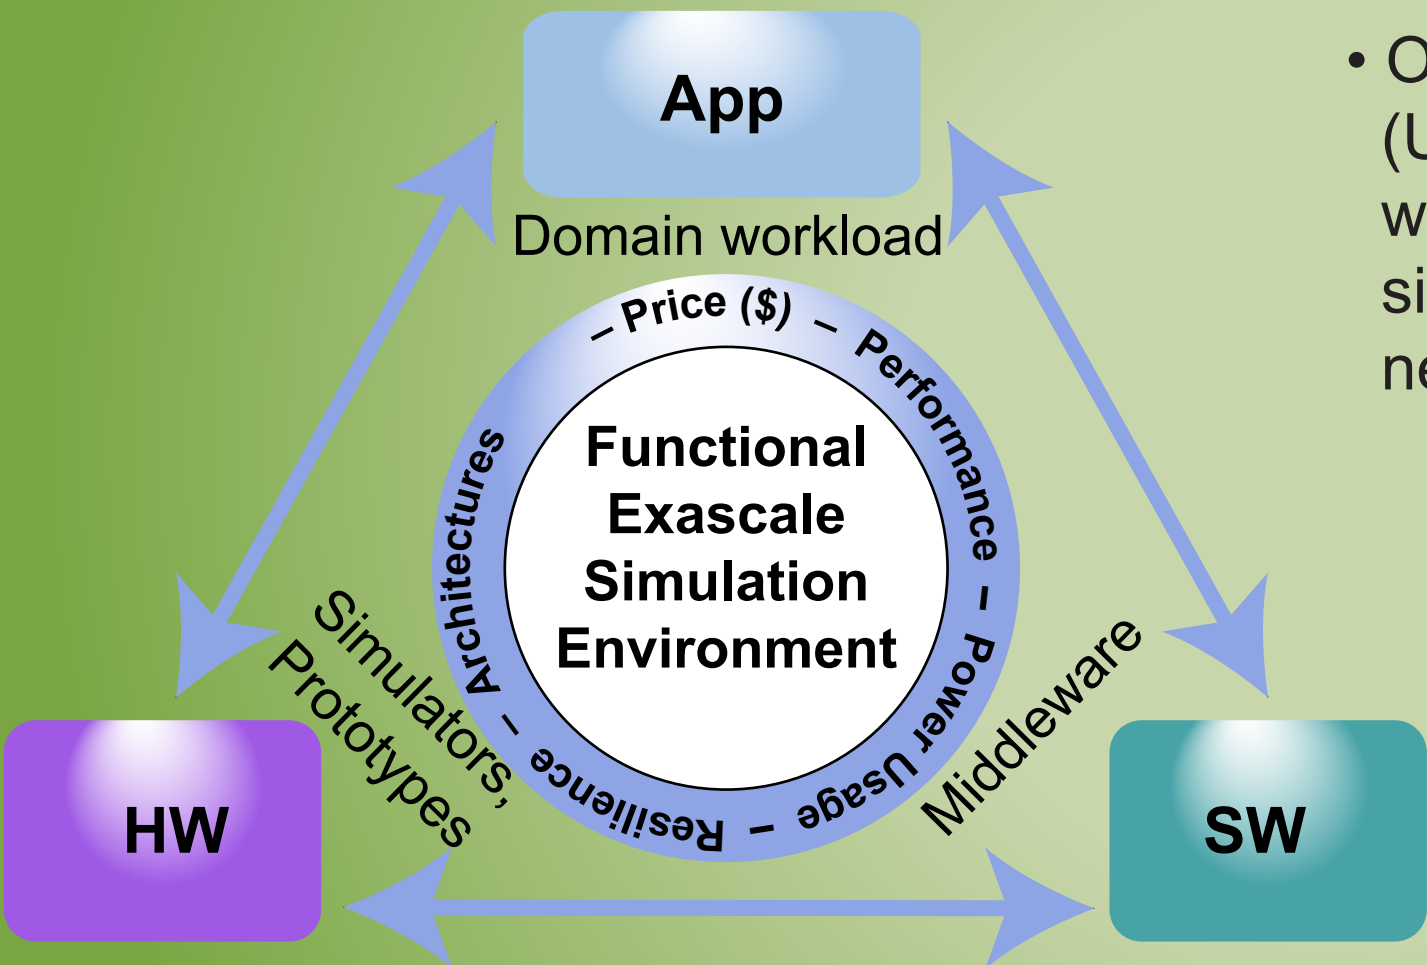 App
Domain workload
– Price ($) – Performance – Power Usage – Resilience – Architectures
Functional
Exascale
Simulation
Environment
Simulators,
Prototypes
Middleware
HW
SW